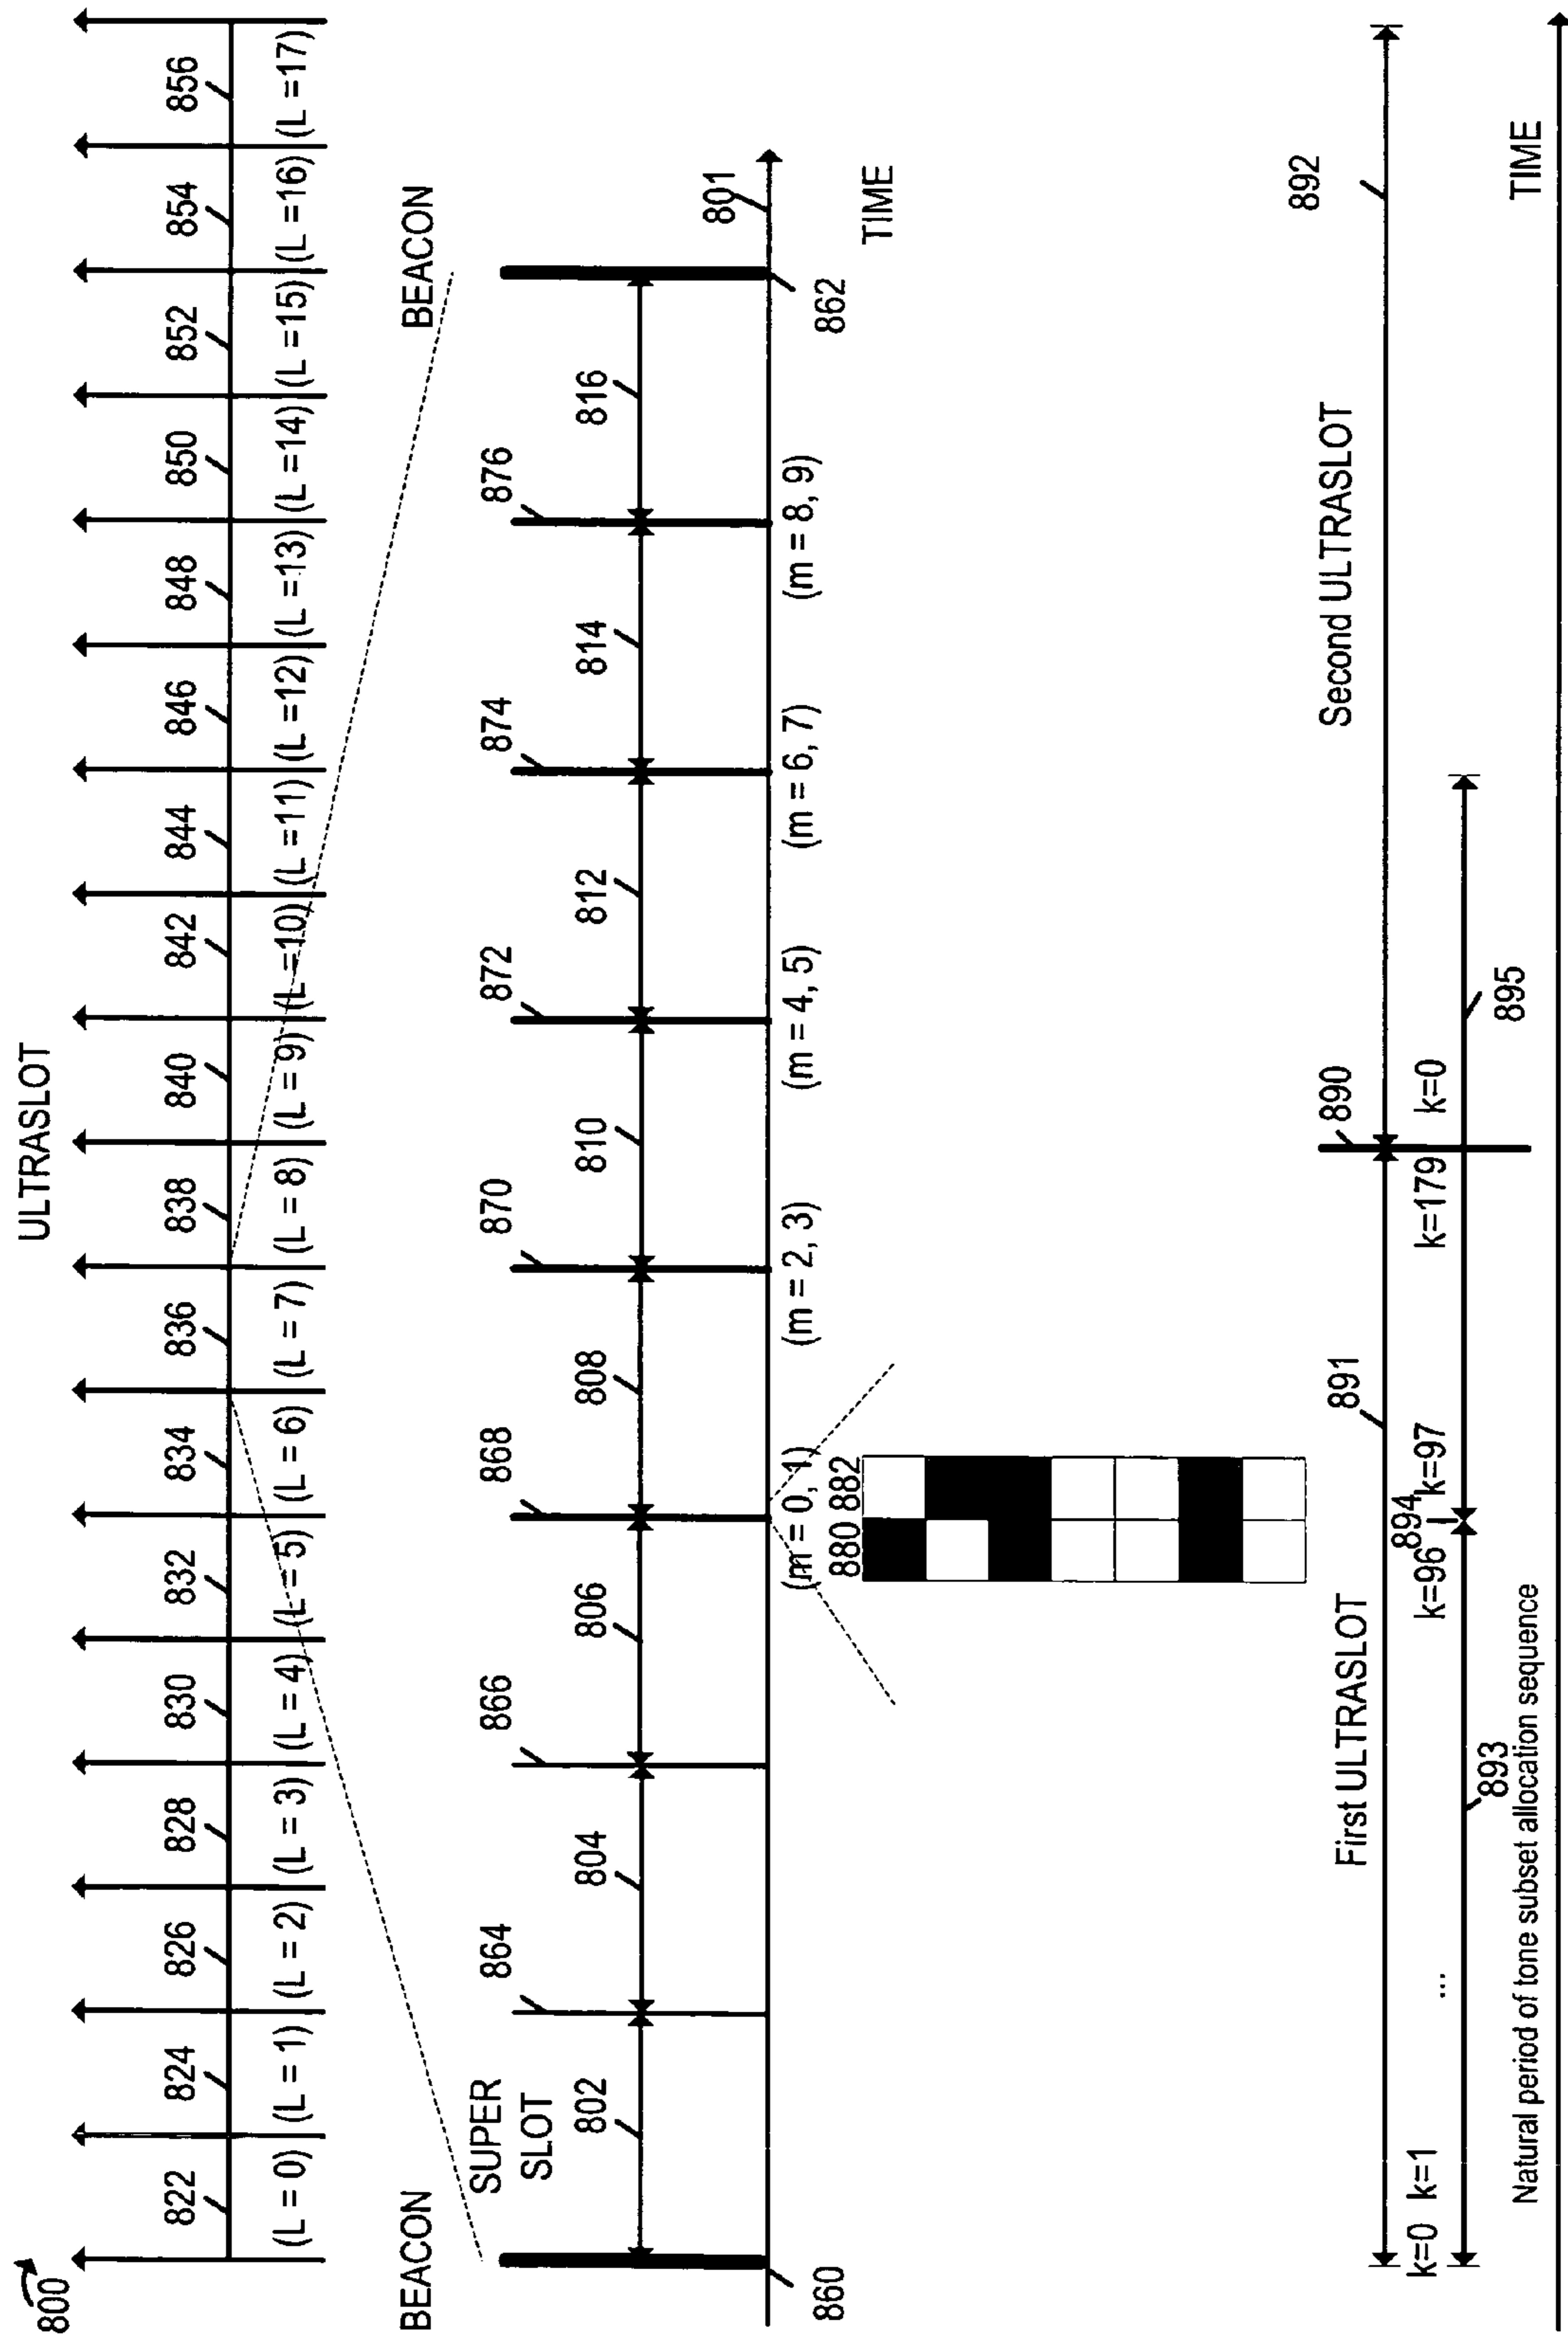 800
ULTRASLOT
822 824 826 828 830 832 834 836 838 840 842 844 846 848 850 852 854 856
(L = 0) (L = 1) (L = 2) (L = 3) (L = 4) (L = 5) (L = 6) (L = 7) (L = 8) (L = 9) (L =10) (L =11) (L =12) (L =13) (L =14) (L =15) (L =16) (L =17)
BEACON BEACON
SUPER
SLOT
864 866 868 870 872 874 876
802 804 806 808 810 812 814 816
801
860 (m = 0, 1) (m = 2, 3) (m = 4, 5) (m = 6, 7) (m = 8, 9) 862
880 882
TIME
First ULTRASLOT 891 890 Second ULTRASLOT 892
894
k=0 k=1 ... k=96 k=97 k=179 k=0
893 895
Natural period of tone subset allocation sequence
TIME